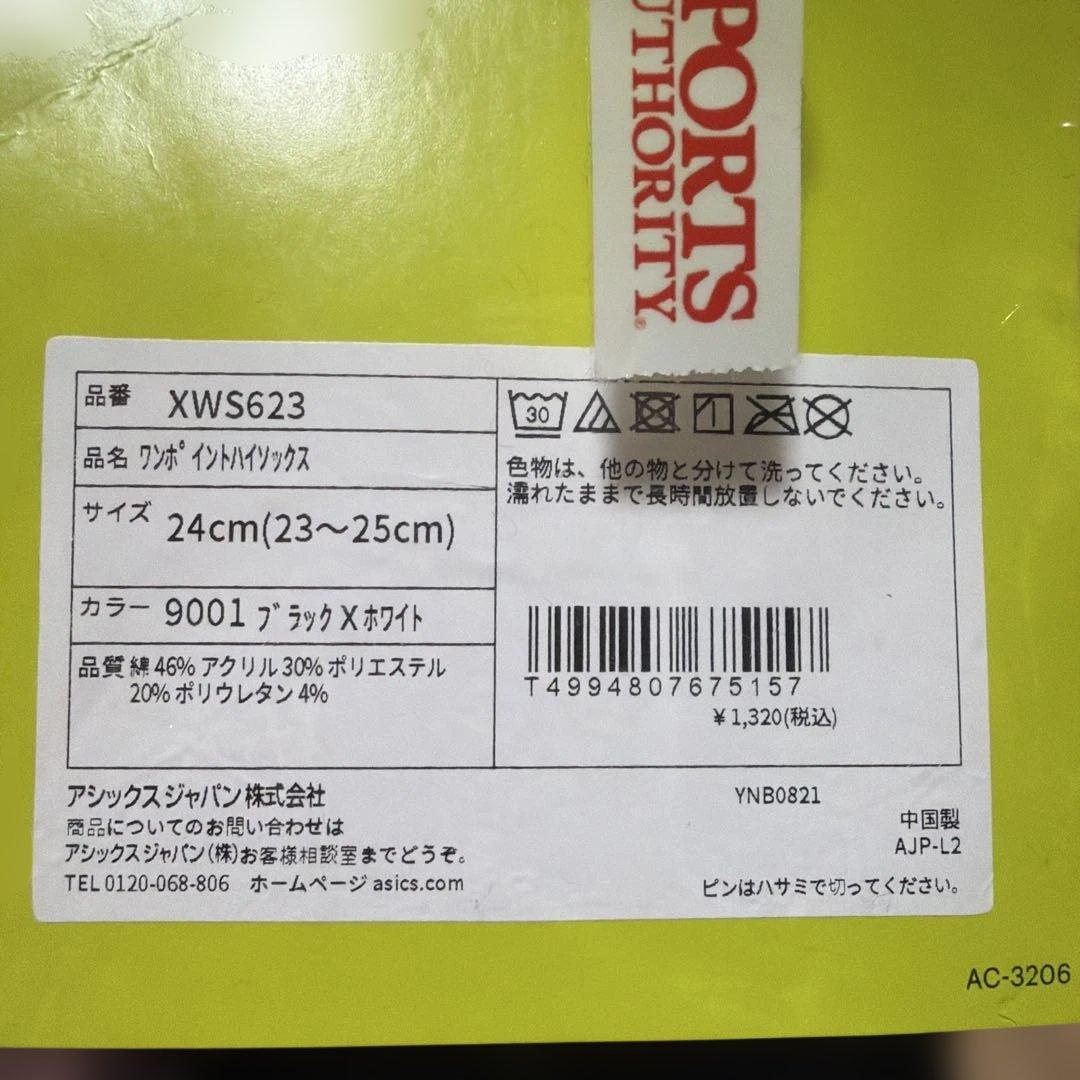 PORTS
UTHORITY®
品番 XWS623
品名 ワンポイントハイソックス
サイズ 24cm(23～25cm)
カラー 9001 ブラックXホワイト
品質 綿46% アクリル30% ポリエステル
20% ポリウレタン4%
30
色物は、他の物と分けて洗ってください。
濡れたままで長時間放置しないでください。
T4994807675157
¥1,320(税込)
アシックスジャパン株式会社
商品についてのお問い合わせは
アシックスジャパン(株)お客様相談室までどうぞ。
TEL 0120-068-806 ホームページ asics.com
YNB0821
中国製
AJP-L2
ピンはハサミで切ってください。
AC-3206